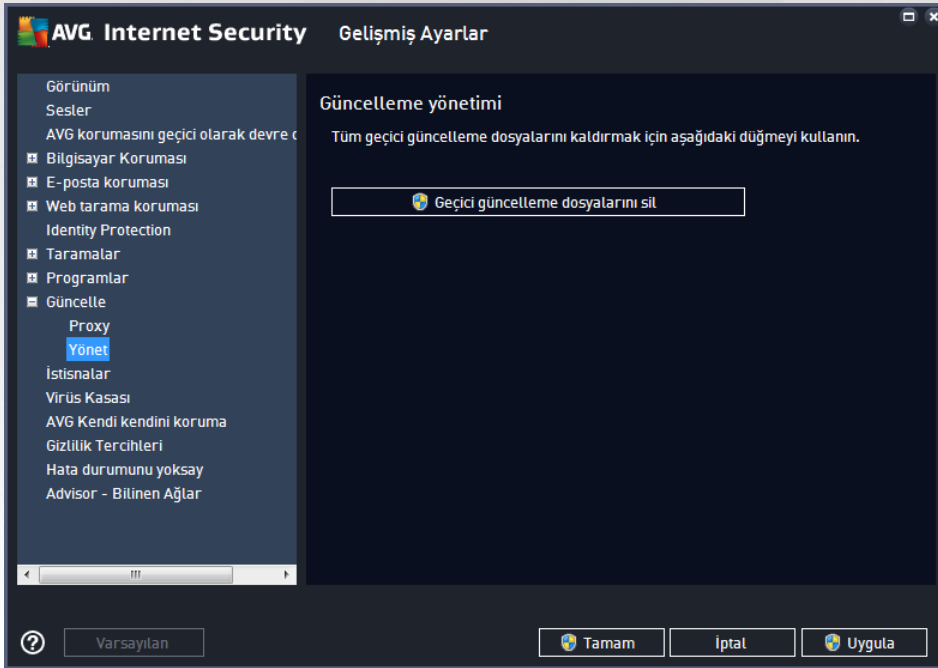 AVG Internet Security Gelişmiş Ayarlar
Görünüm
Sesler
AVG korumasını geçici olarak devre
Bilgisayar Koruması
E-posta koruması
Web tarama koruması
Identity Protection
Taramalar
Programlar
Güncelle
Proxy
Yönet
İstisnalar
Virüs Kasası
AVG Kendi kendini koruma
Gizlilik Tercihleri
Hata durumunu yoksay
Advisor - Bilinen Ağlar
Güncelleme yönetimi
Tüm geçici güncelleme dosyalarını kaldırmak için aşağıdaki düğmeyi kullanın.
Geçici güncelleme dosyalarını sil
Varsayılan
Tamam
İptal
Uygula